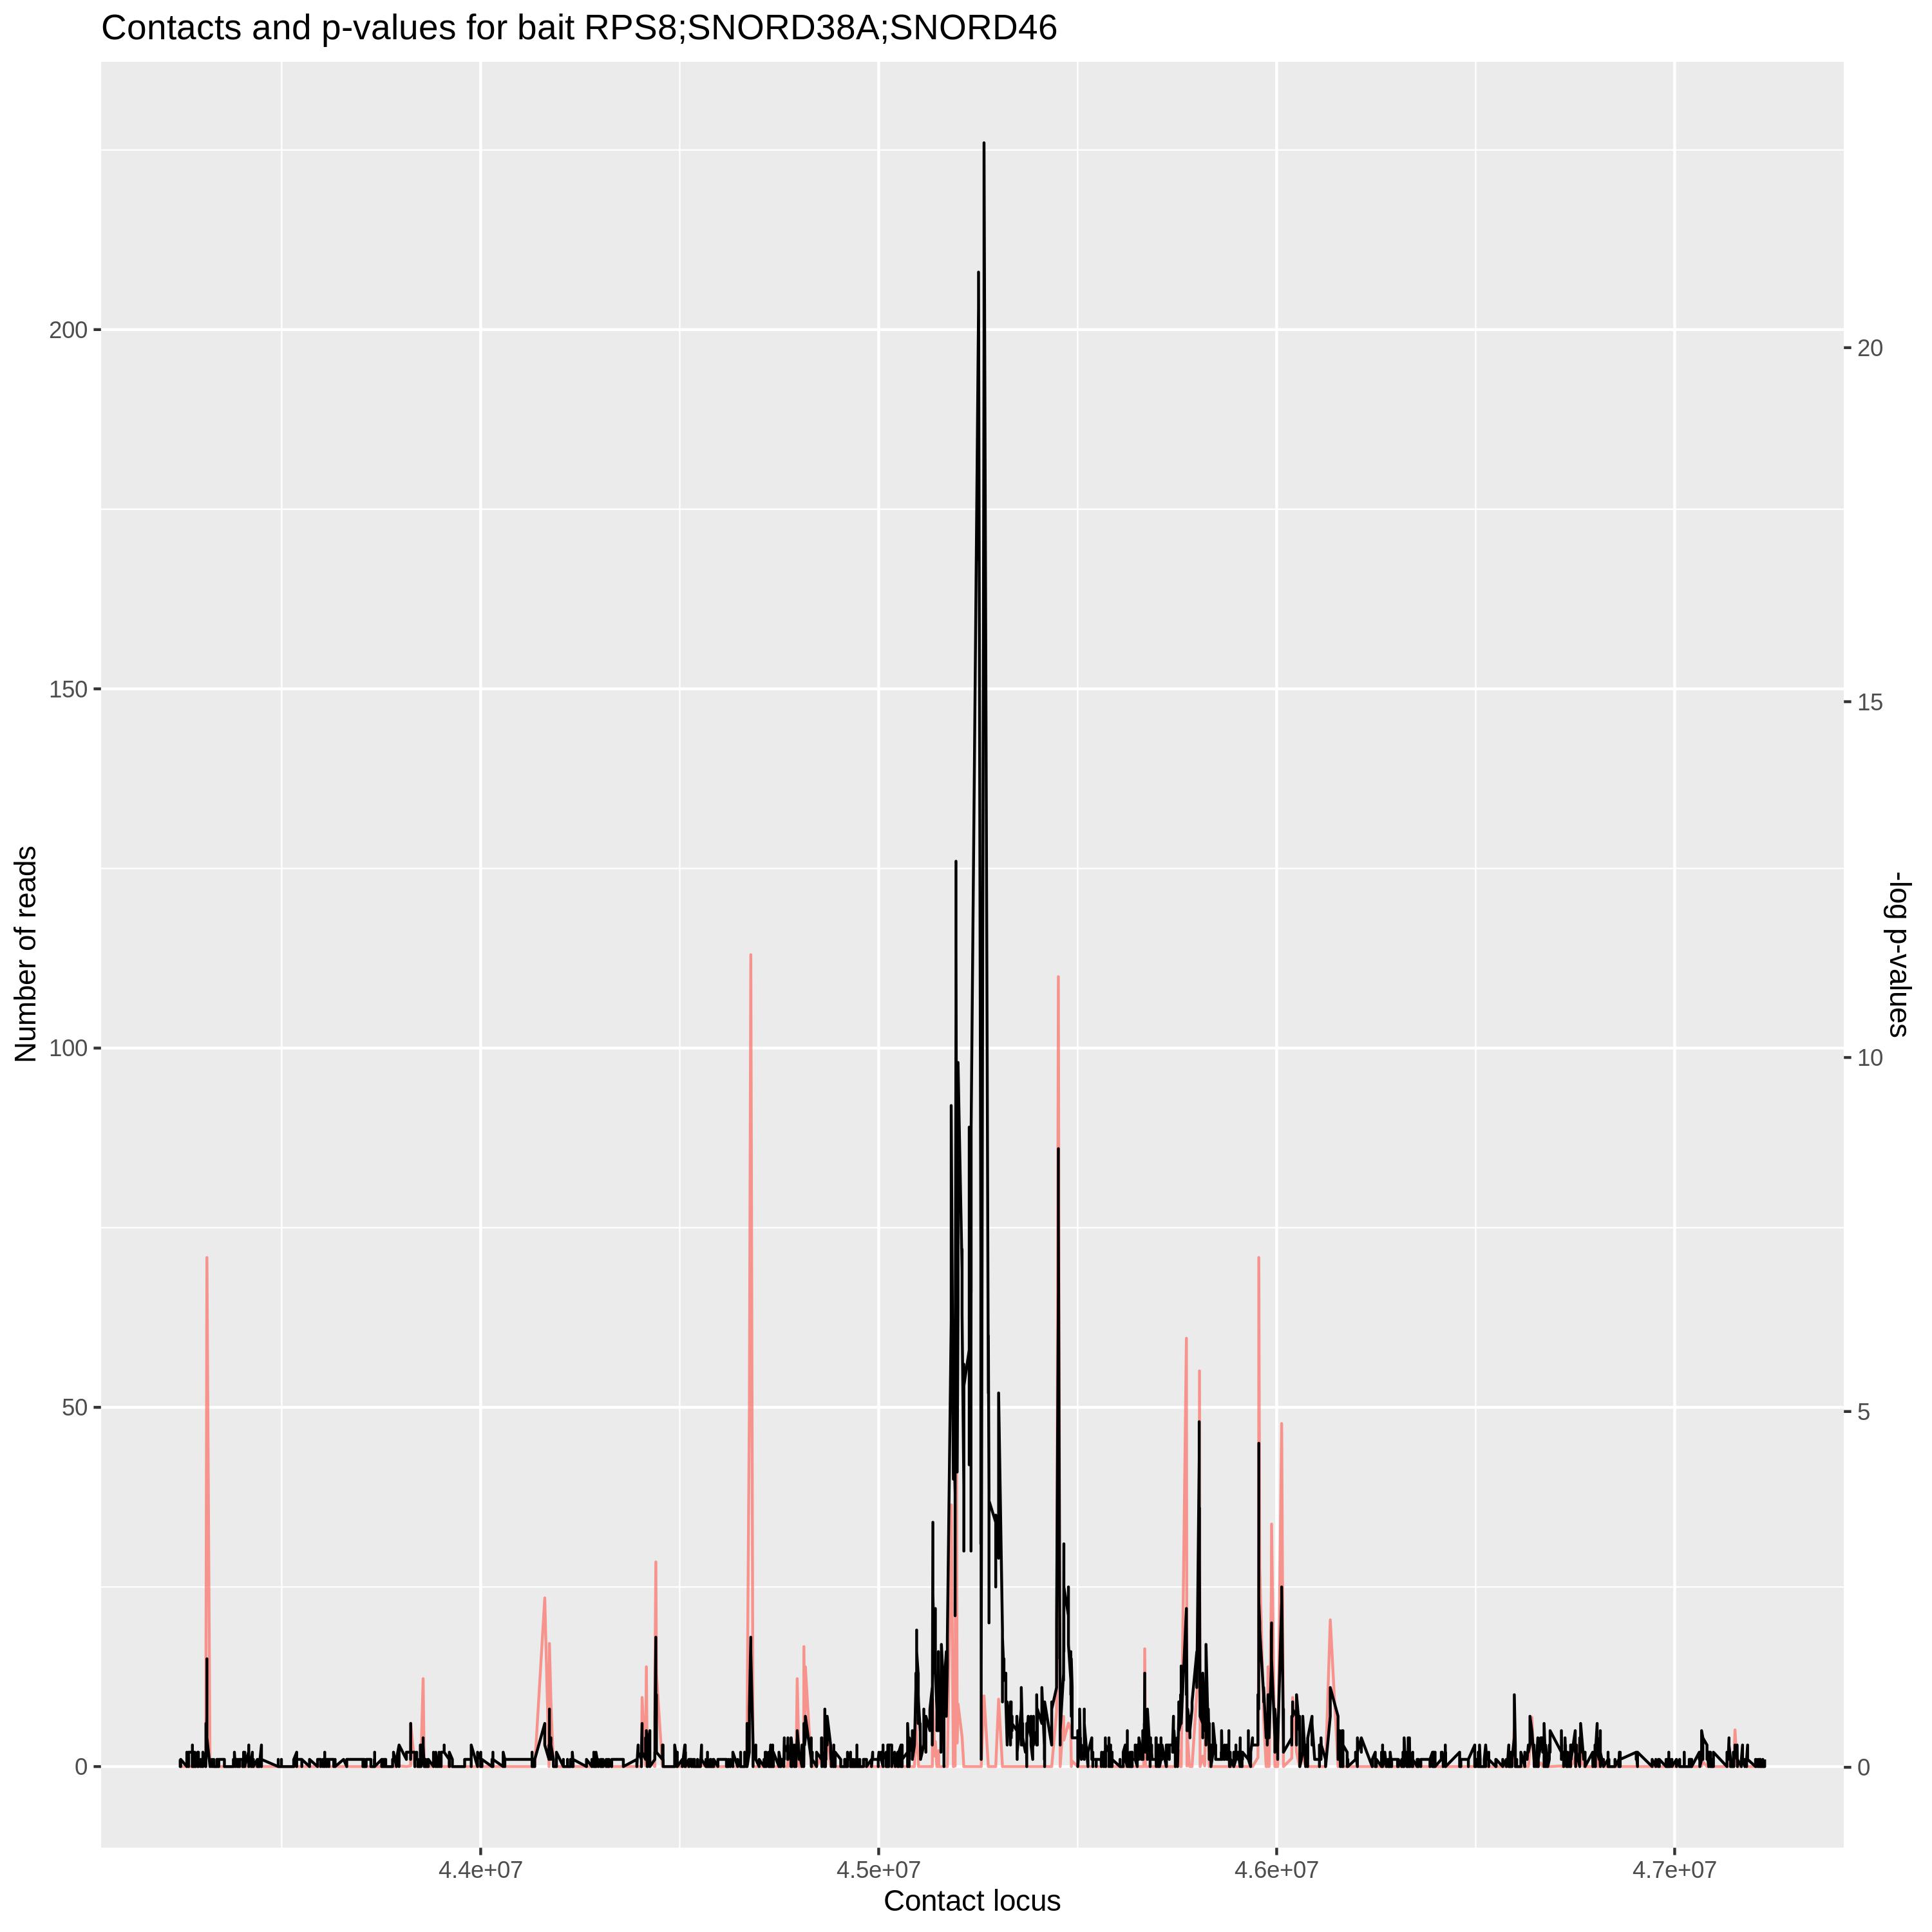 Contacts and p-values for bait RPS8;SNORD38A;SNORD46
Number of reads
200
150
100
50
0
20
15
10
5
0
-log p-values
4.4e+07 4.5e+07 4.6e+07 4.7e+07
Contact locus